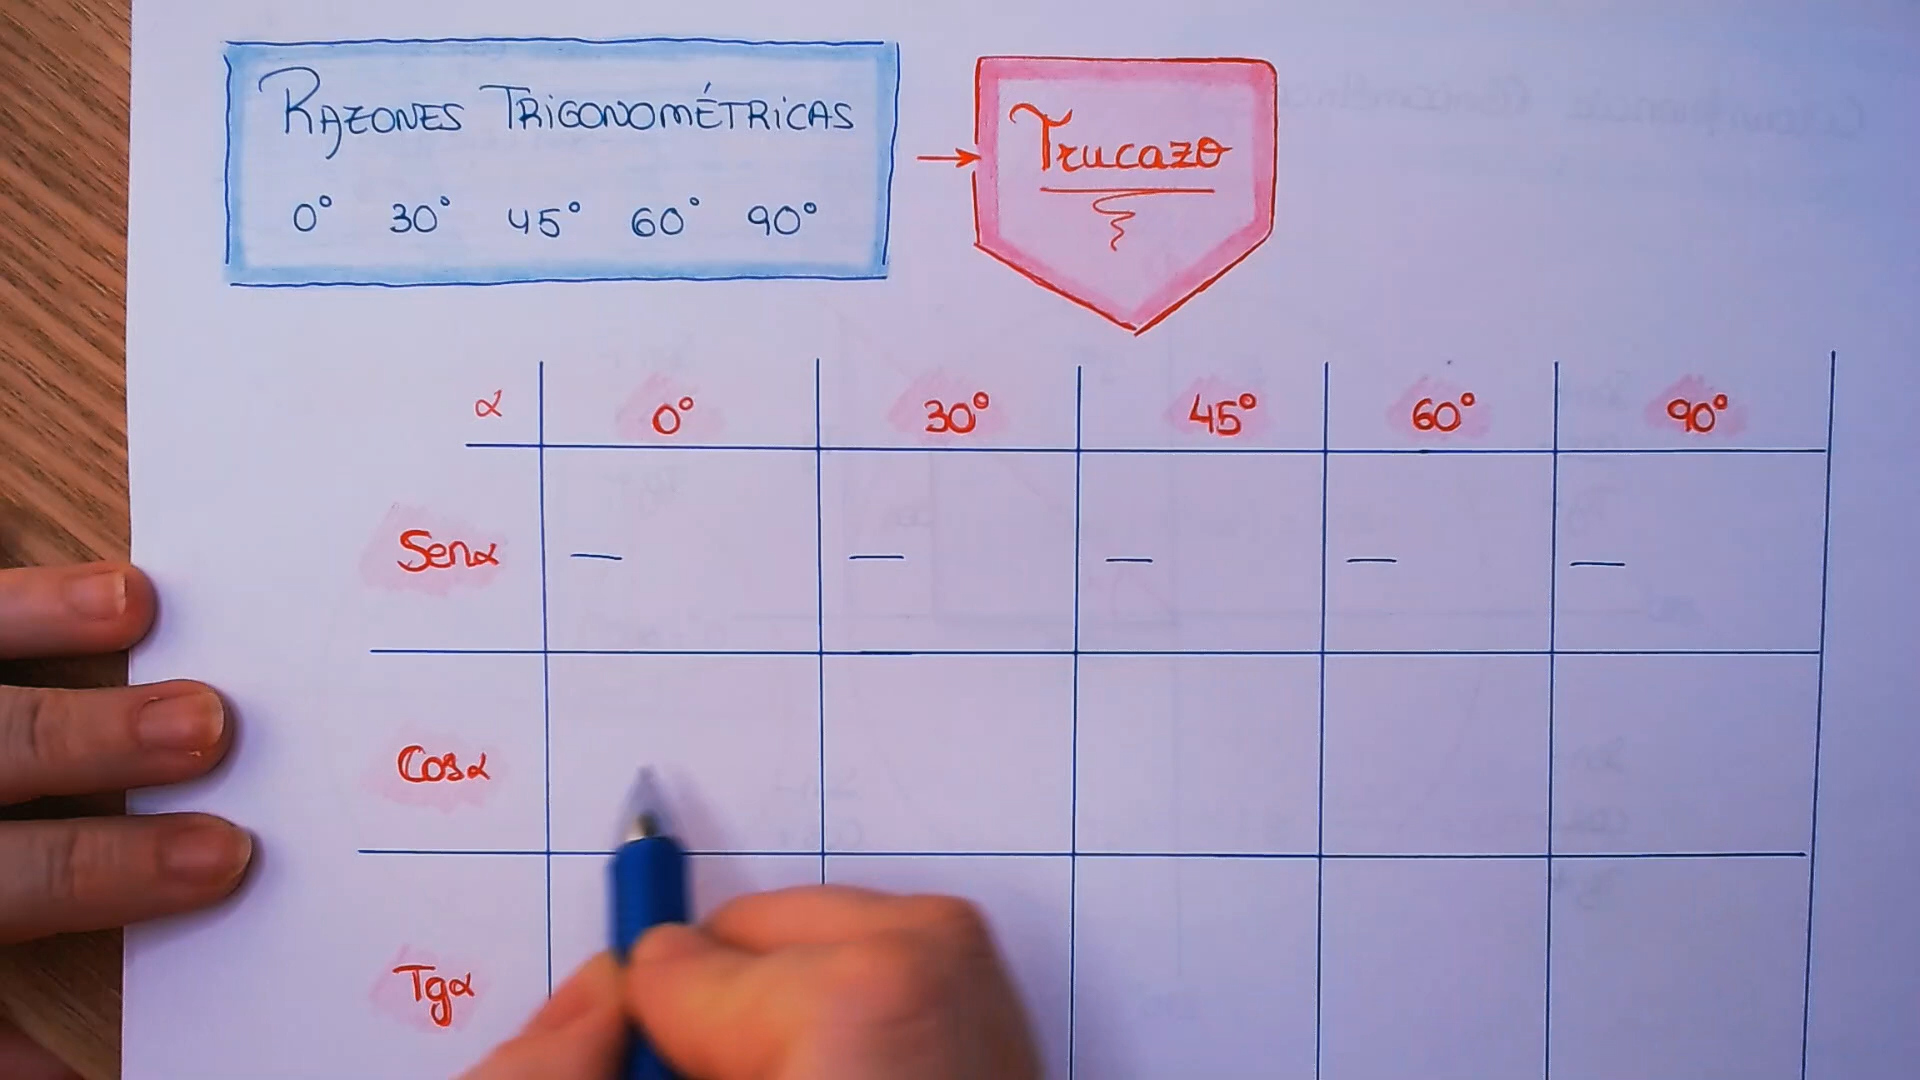 RAZONES TRIGONOMÉTRICAS
0° 30° 45° 60° 90°
Trucazo
α 0° 30° 45° 60° 90°
Senα — — — — —
Cosα
Tgα